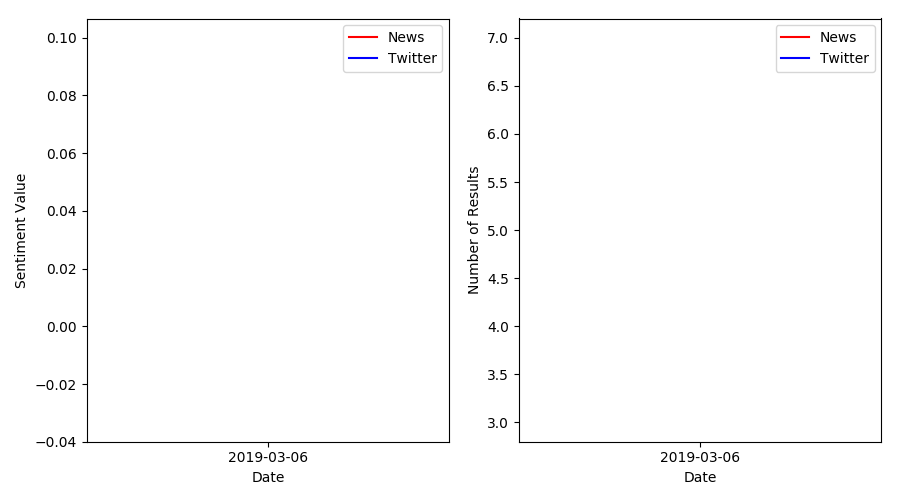 0.10
0.08
0.06
0.04
0.02
0.00
−0.02
−0.04
Sentiment Value
2019-03-06
Date
News
Twitter
7.0
6.5
6.0
5.5
5.0
4.5
4.0
3.5
3.0
Number of Results
2019-03-06
Date
News
Twitter